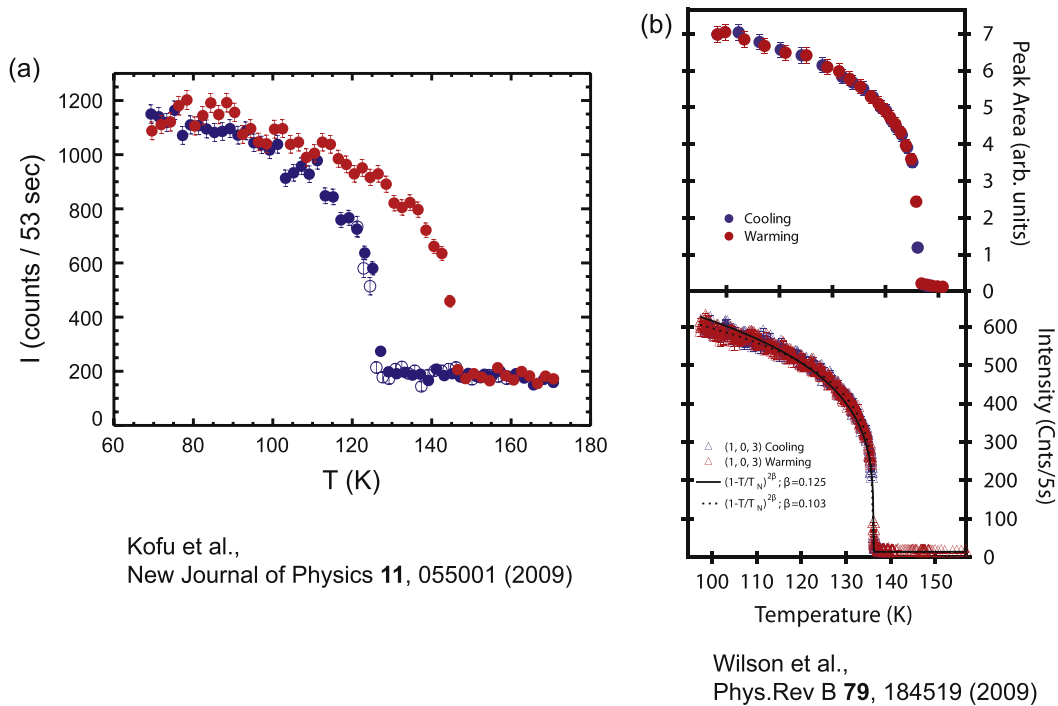 (a)
I (counts / 53 sec)
1200
1000
800
600
400
200
0
60
80
100
120
140
160
180
T (K)
Kofu et al.,
New Journal of Physics 11, 055001 (2009)
(b)
7
6
5
4
3
2
1
0
Peak Area (arb. units)
Cooling
Warming
600
500
400
300
200
100
0
Intensity (Cnts/5s)
(1, 0, 3) Cooling
(1, 0, 3) Warming
(1-T/T_N)^2β ; β=0.125
(1-T/T_N)^2β ; β=0.103
100
110
120
130
140
150
Temperature (K)
Wilson et al.,
Phys.Rev B 79, 184519 (2009)